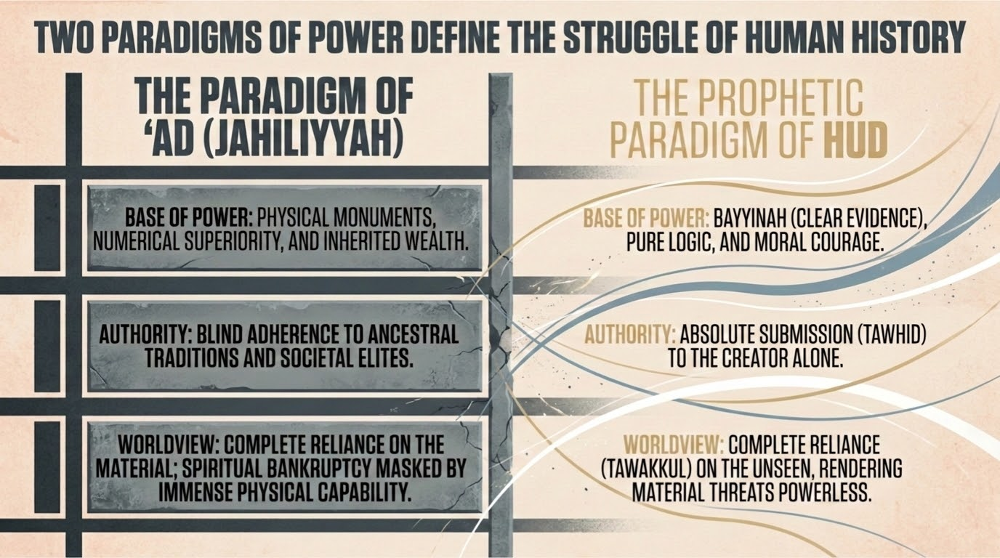 TWO PARADIGMS OF POWER DEFINE THE STRUGGLE OF HUMAN HISTORY
THE PARADIGM OF
‘AD (JAHILIYYAH)
BASE OF POWER: PHYSICAL MONUMENTS,
NUMERICAL SUPERIORITY, AND INHERITED WEALTH.
AUTHORITY: BLIND ADHERENCE TO ANCESTRAL
TRADITIONS AND SOCIETAL ELITES.
WORLDVIEW: COMPLETE RELIANCE ON THE
MATERIAL; SPIRITUAL BANKRUPTCY MASKED BY
IMMENSE PHYSICAL CAPABILITY.
THE PROPHETIC
PARADIGM OF HUD
BASE OF POWER: BAYYINAH (CLEAR EVIDENCE),
PURE LOGIC, AND MORAL COURAGE.
AUTHORITY: ABSOLUTE SUBMISSION (TAWHID)
TO THE CREATOR ALONE.
WORLDVIEW: COMPLETE RELIANCE
(TAWAKKUL) ON THE UNSEEN, RENDERING
MATERIAL THREATS POWERLESS.